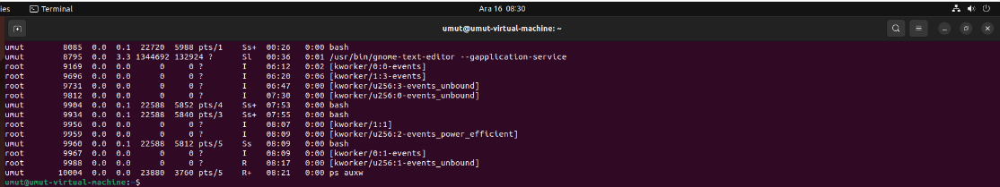 ies Terminal Ara 16 08:30
umut@umut-virtual-machine: ~
umut 8085 0.0 0.1 22720 5988 pts/1 Ss+ 00:26 0:00 bash
umut 8795 0.0 3.3 1344692 132924 ? Sl 00:36 0:01 /usr/bin/gnome-text-editor --gapplication-service
root 9169 0.0 0.0 0 0 ? I 06:12 0:02 [kworker/0:0-events]
root 9696 0.0 0.0 0 0 ? I 06:20 0:06 [kworker/1:3-events]
root 9731 0.0 0.0 0 0 ? I 06:47 0:00 [kworker/u256:3-events_unbound]
root 9812 0.0 0.0 0 0 ? I 07:30 0:00 [kworker/u256:0-events_unbound]
umut 9904 0.0 0.1 22588 5852 pts/4 Ss+ 07:53 0:00 bash
umut 9934 0.0 0.1 22588 5840 pts/3 Ss+ 07:55 0:00 bash
root 9956 0.0 0.0 0 0 ? I 08:07 0:00 [kworker/1:1]
root 9959 0.0 0.0 0 0 ? I 08:09 0:00 [kworker/u256:2-events_power_efficient]
umut 9960 0.0 0.1 22588 5812 pts/5 Ss 08:09 0:00 bash
root 9967 0.0 0.0 0 0 ? I 08:09 0:00 [kworker/0:1-events]
root 9988 0.0 0.0 0 0 ? R 08:17 0:00 [kworker/u256:1-events_unbound]
umut 10004 0.0 0.0 23880 3760 pts/5 R+ 08:21 0:00 ps auxw
umut@umut-virtual-machine:~$